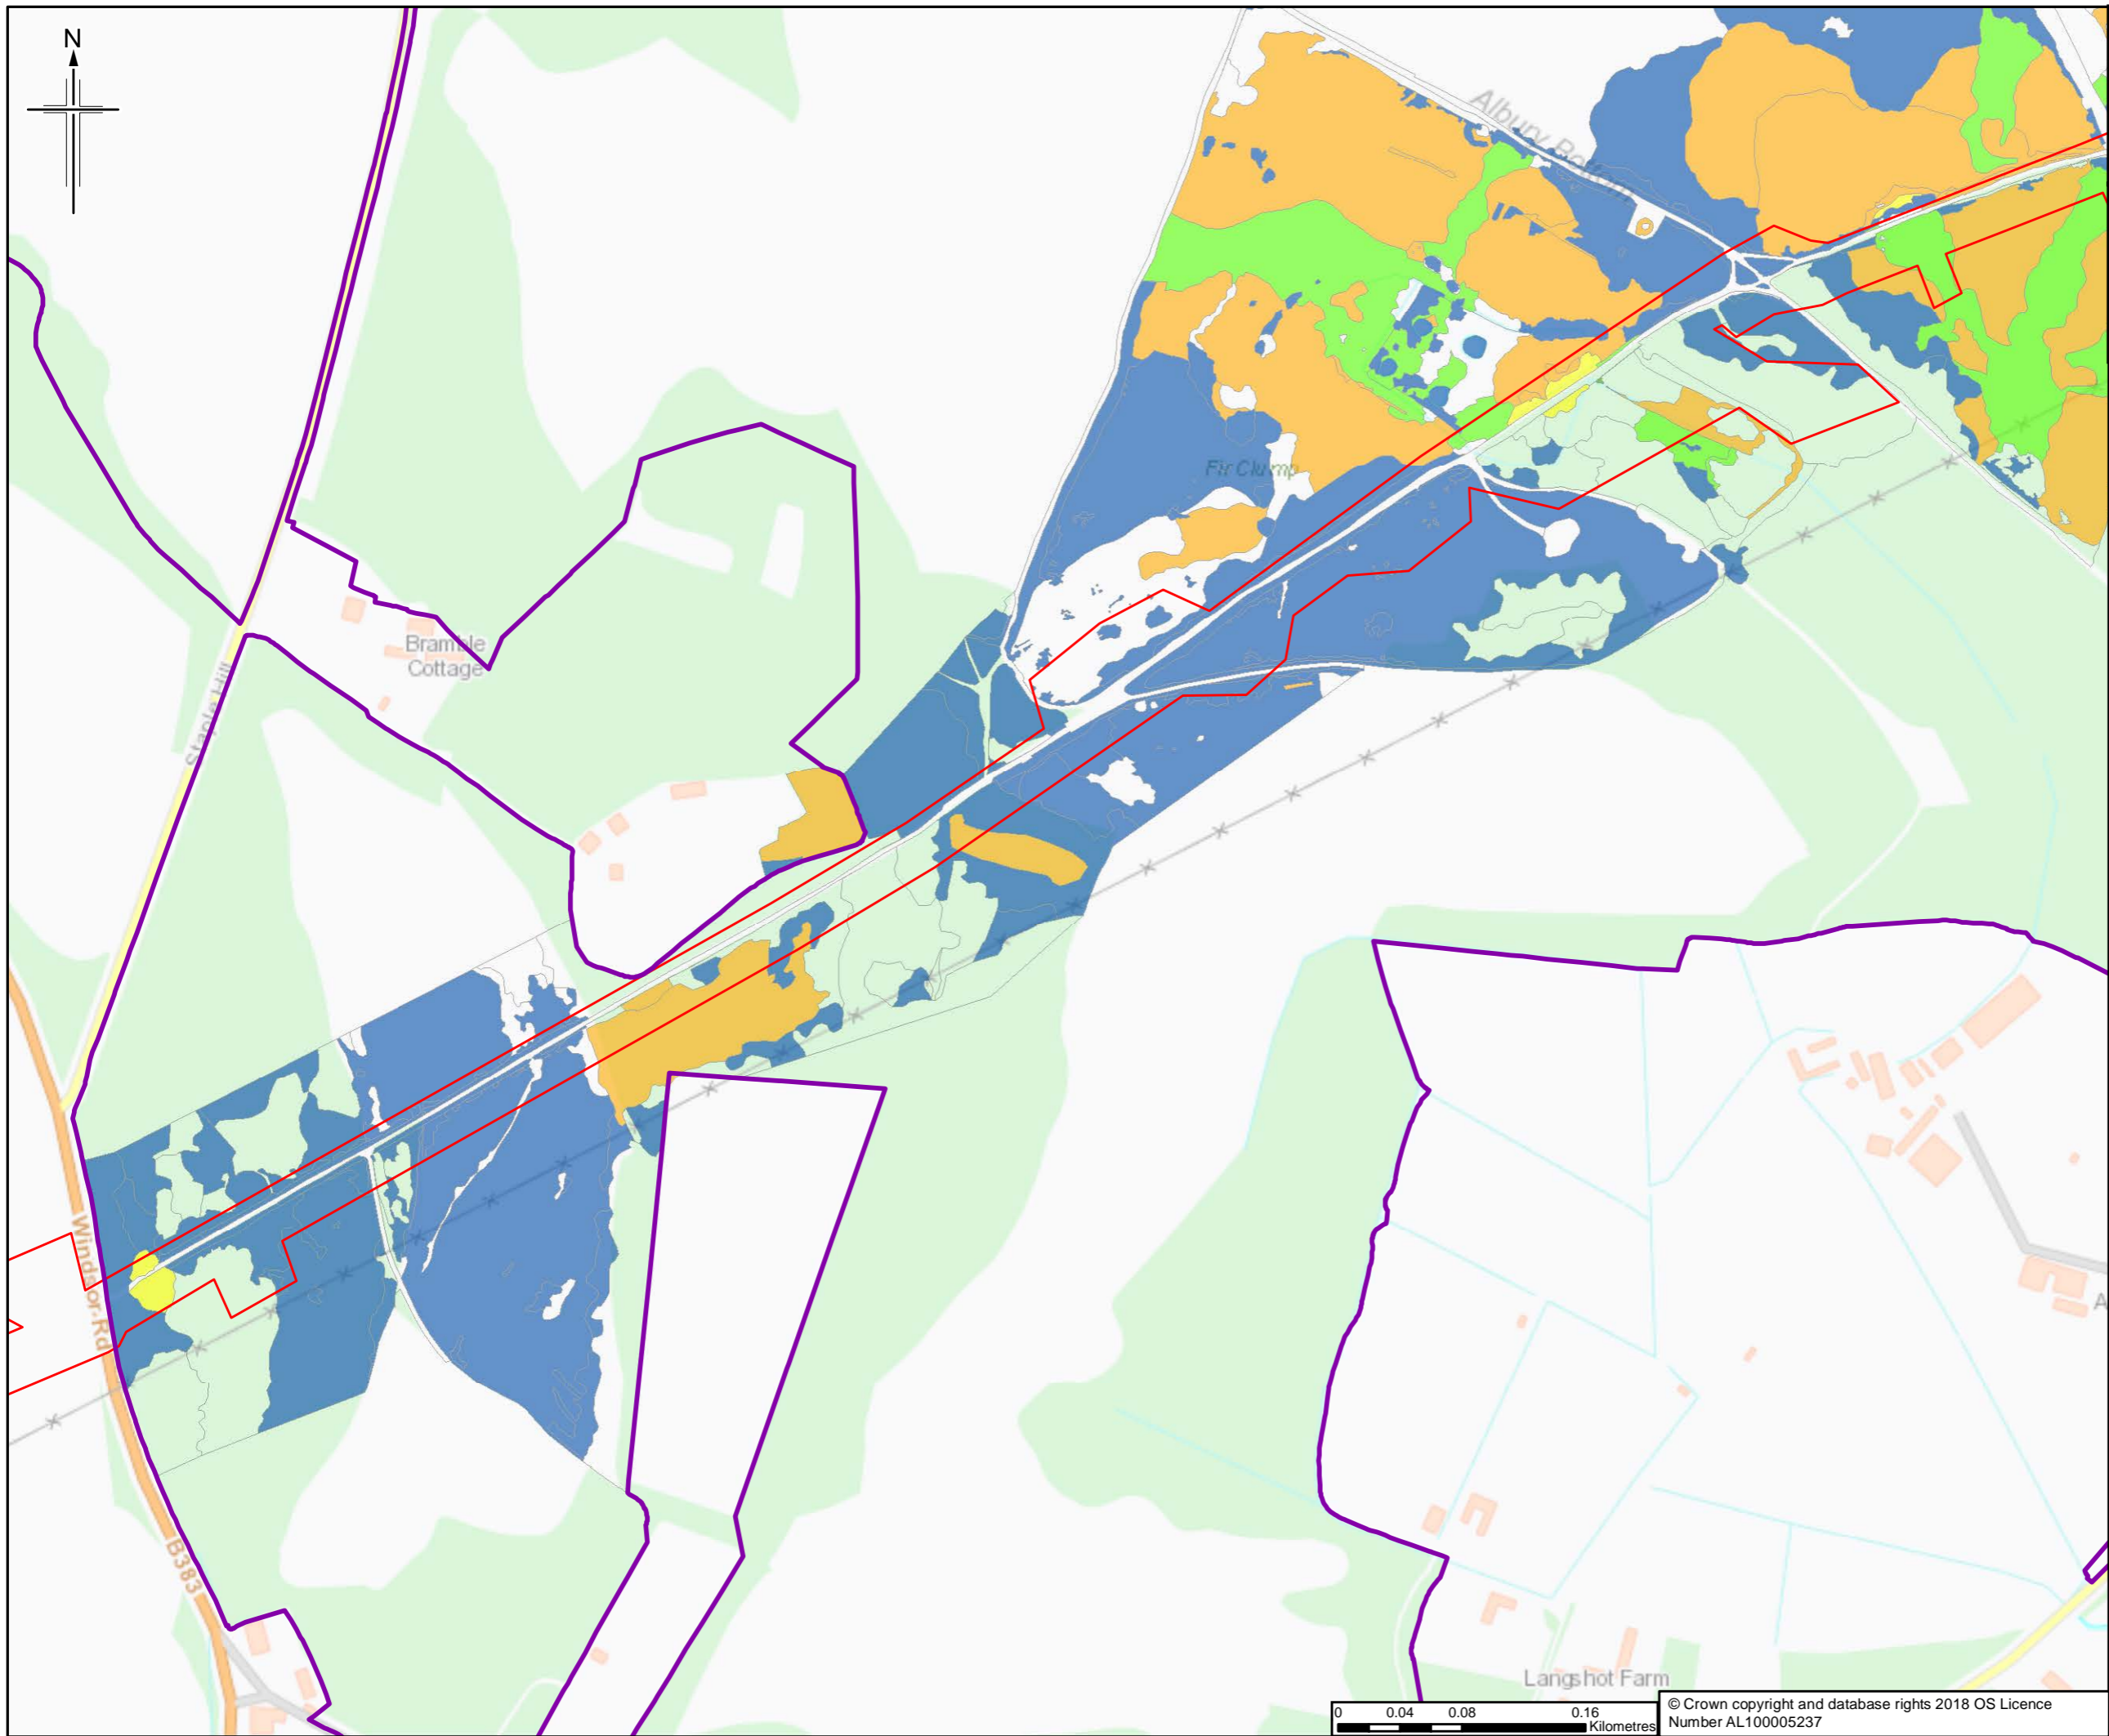 N
Albury Bottom
Fir Clump
Bramble
Cottage
Staple Hill
Windsor Rd
B383
A
Langshot Farm
0 0.04 0.08 0.16
Kilometres
© Crown copyright and database rights 2018 OS Licence
Number AL100005237